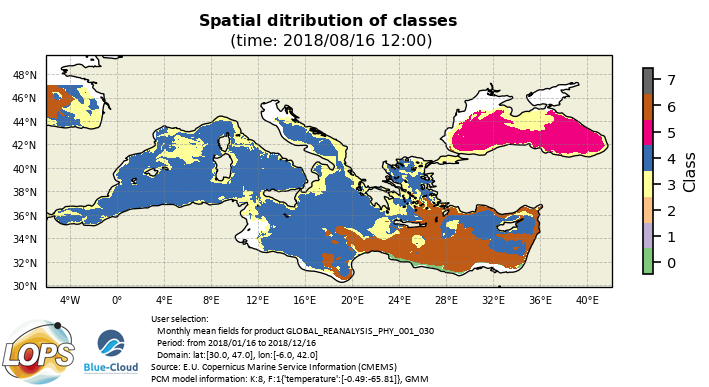 Spatial ditribution of classes
(time: 2018/08/16 12:00)
48°N
46°N
44°N
42°N
40°N
38°N
36°N
34°N
32°N
30°N
4°W
0°
4°E
8°E
12°E
16°E
20°E
24°E
28°E
32°E
36°E
40°E
7
6
5
4
3
2
1
0
Class
LOPS
Blue-Cloud
User selection:
Monthly mean fields for product GLOBAL_REANALYSIS_PHY_001_030
Period: from 2018/01/16 to 2018/12/16
Domain: lat:[30.0, 47.0], lon:[-6.0, 42.0]
Source: E.U. Copernicus Marine Service Information (CMEMS)
PCM model information: K:8, F:1{'temperature':[-0.49:-65.81]}, GMM